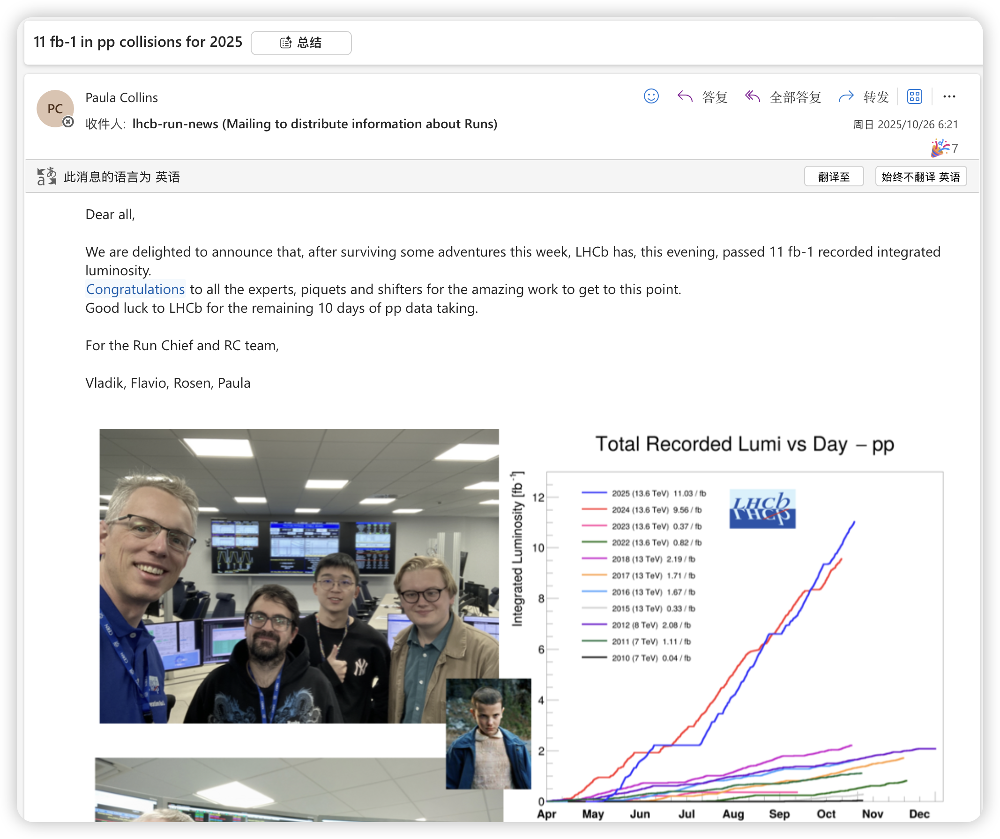 11 fb-1 in pp collisions for 2025
总结
PC
Paula Collins
答复
全部答复
转发
收件人: lhcb-run-news (Mailing to distribute information about Runs)
周日 2025/10/26 6:21
7
此消息的语言为 英语
翻译至
始终不翻译 英语
Dear all,
We are delighted to announce that, after surviving some adventures this week, LHCb has, this evening, passed 11 fb-1 recorded integrated
luminosity.
Congratulations to all the experts, piquets and shifters for the amazing work to get to this point.
Good luck to LHCb for the remaining 10 days of pp data taking.
For the Run Chief and RC team,
Vladik, Flavio, Rosen, Paula
CERN
NY
Total Recorded Lumi vs Day – pp
Integrated Luminosity [fb-1]
12
10
8
6
4
2
0
2025 (13.6 TeV) 11.03 / fb
2024 (13.6 TeV) 9.56 / fb
2023 (13.6 TeV) 0.37 / fb
2022 (13.6 TeV) 0.82 / fb
2018 (13 TeV) 2.19 / fb
2017 (13 TeV) 1.71 / fb
2016 (13 TeV) 1.67 / fb
2015 (13 TeV) 0.33 / fb
2012 (8 TeV) 2.08 / fb
2011 (7 TeV) 1.11 / fb
2010 (7 TeV) 0.04 / fb
LHCb
Apr May Jun Jul Aug Sep Oct Nov Dec